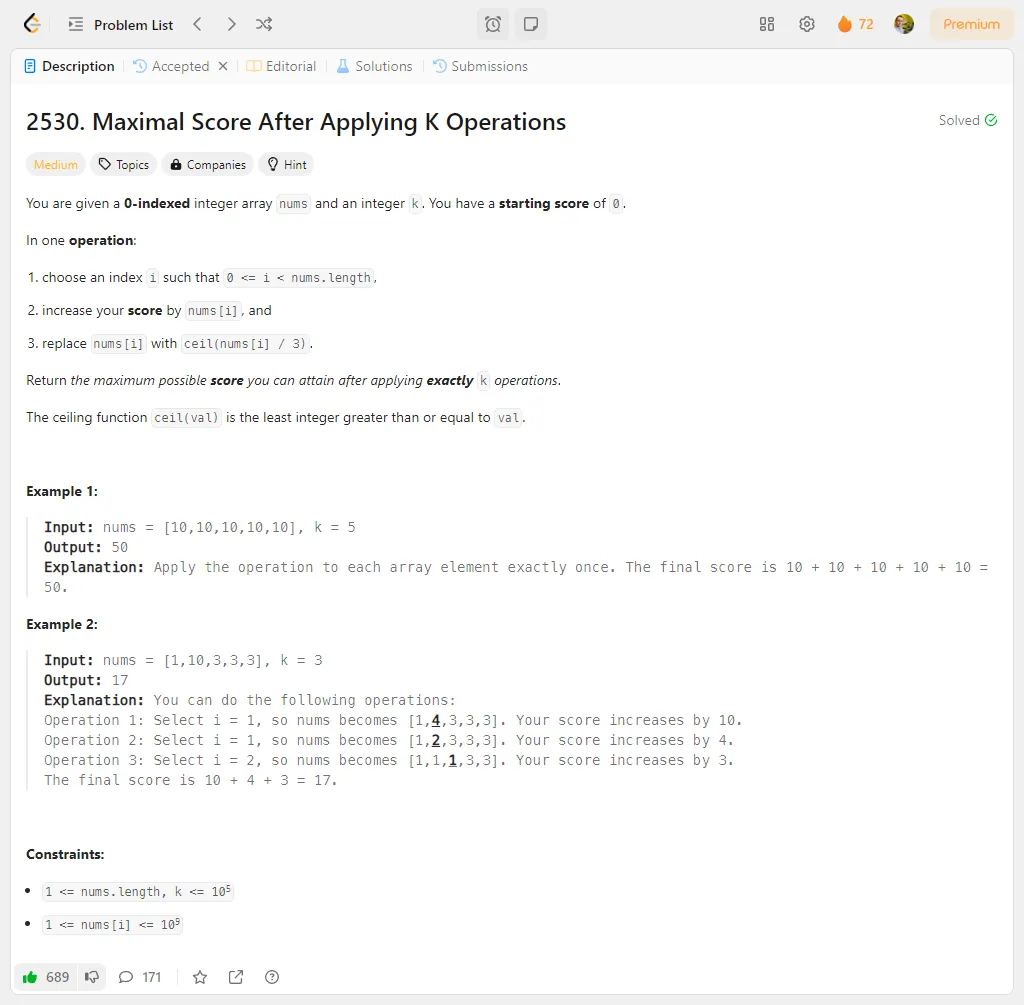 Problem List
72
Premium
Description
Accepted
Editorial
Solutions
Submissions
2530. Maximal Score After Applying K Operations
Solved
Medium
Topics
Companies
Hint
You are given a 0-indexed integer array nums and an integer k. You have a starting score of 0.
In one operation:
1. choose an index i such that 0 <= i < nums.length,
2. increase your score by nums[i], and
3. replace nums[i] with ceil(nums[i] / 3).
Return the maximum possible score you can attain after applying exactly k operations.
The ceiling function ceil(val) is the least integer greater than or equal to val.
Example 1:
Input: nums = [10,10,10,10,10], k = 5
Output: 50
Explanation: Apply the operation to each array element exactly once. The final score is 10 + 10 + 10 + 10 + 10 =
50.
Example 2:
Input: nums = [1,10,3,3,3], k = 3
Output: 17
Explanation: You can do the following operations:
Operation 1: Select i = 1, so nums becomes [1,4,3,3,3]. Your score increases by 10.
Operation 2: Select i = 1, so nums becomes [1,2,3,3,3]. Your score increases by 4.
Operation 3: Select i = 2, so nums becomes [1,1,1,3,3]. Your score increases by 3.
The final score is 10 + 4 + 3 = 17.
Constraints:
• 1 <= nums.length, k <= 10⁵
• 1 <= nums[i] <= 10⁹
689
171